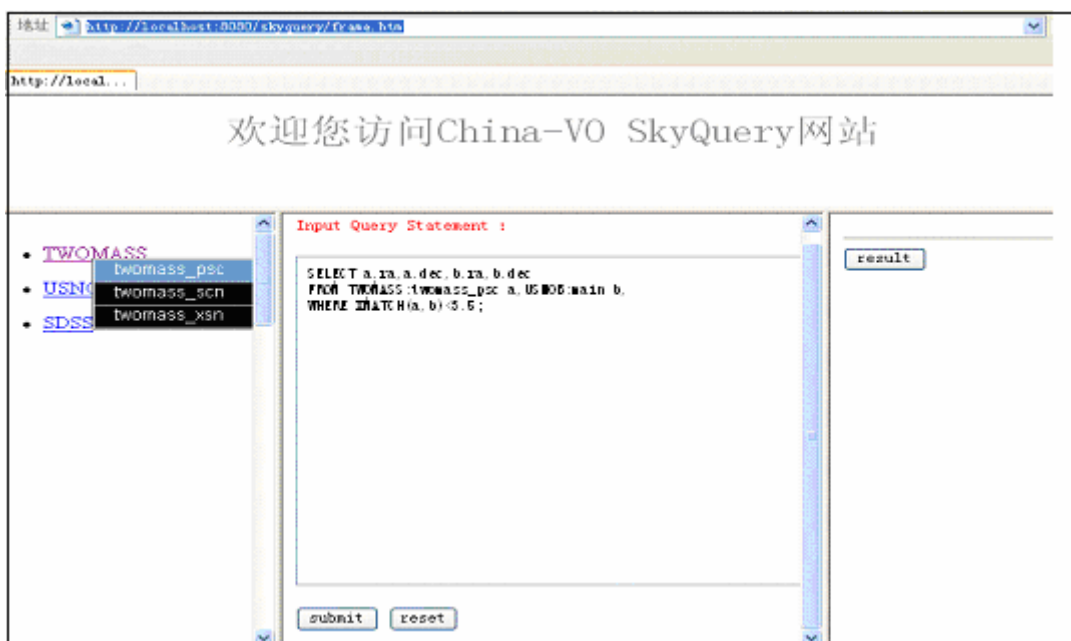 地址 http://localhost:8080/skyquery/frame.htm
http://local...
欢迎您访问China-VO SkyQuery网站
TWOMASS
twomass_psc
twomass_scn
twomass_xsn
USNO
SDSS
Input Query Statement :
SELECT a.ra,a.dec,b.ra,b.dec
FROM TWOMASS:twomass_psc a,USNOB:main b,
WHERE XMATCH(a,b)<3.5;
submit reset
result